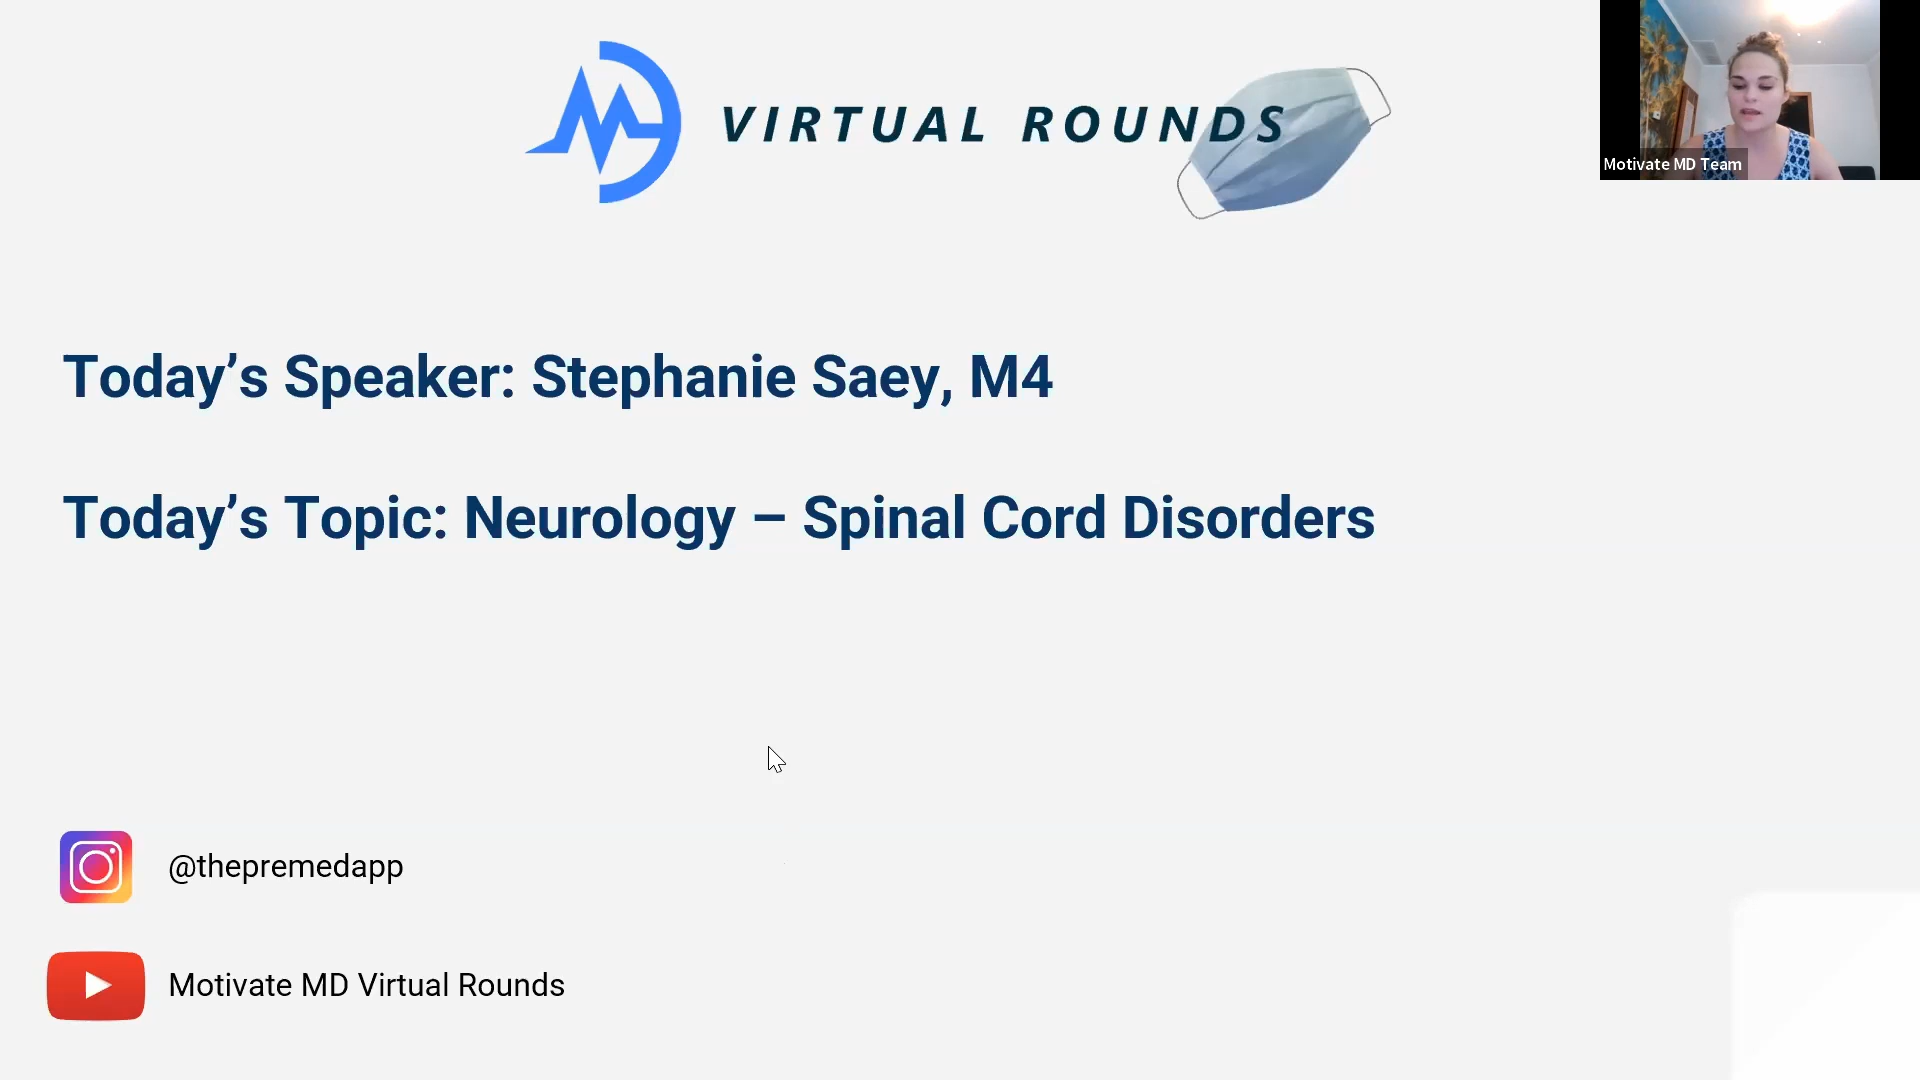 VIRTUAL ROUNDS
Motivate MD Team
Today’s Speaker: Stephanie Saey, M4
Today’s Topic: Neurology – Spinal Cord Disorders
@thepremedapp
Motivate MD Virtual Rounds